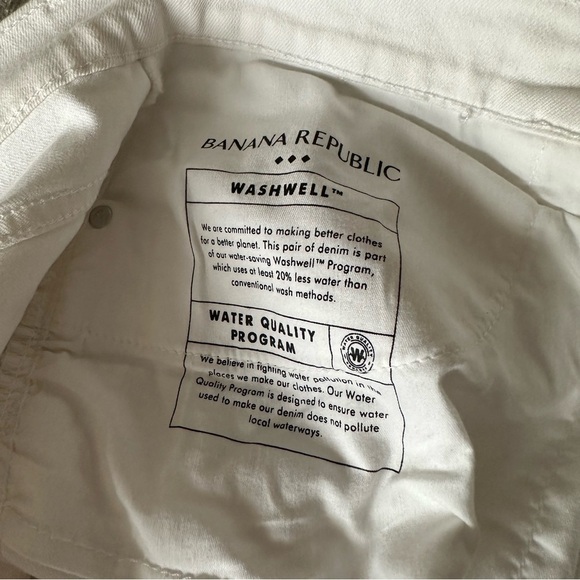 BANANA REPUBLIC
WASHWELL™
We are committed to making better clothes
for a better planet. This pair of denim is part
of our water-saving Washwell™ Program,
which uses at least 20% less water than
conventional wash methods.
WATER QUALITY
PROGRAM
WATER QUALITY
W
We believe in fighting water pollution in the
places we make our clothes. Our Water
Quality Program is designed to ensure water
used to make our denim does not pollute
local waterways.